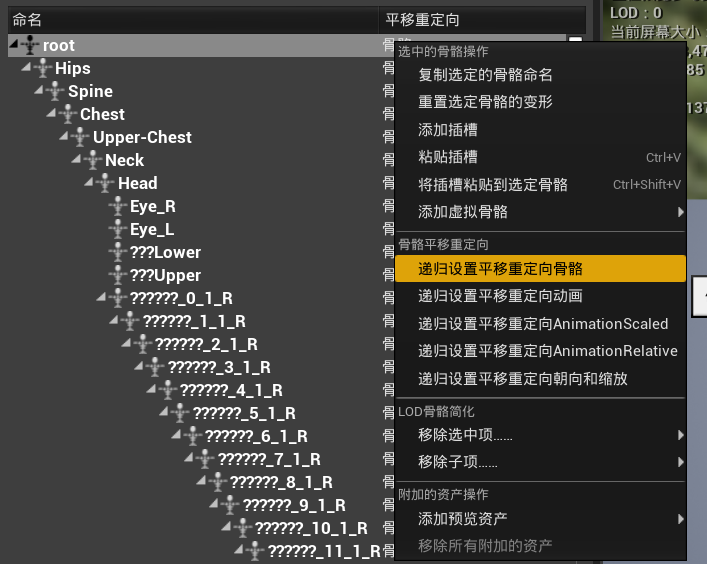 命名 平移重定向
root
Hips
Spine
Chest
Upper-Chest
Neck
Head
Eye_R
Eye_L
???Lower
???Upper
??????_0_1_R
??????_1_1_R
??????_2_1_R
??????_3_1_R
??????_4_1_R
??????_5_1_R
??????_6_1_R
??????_7_1_R
??????_8_1_R
??????_9_1_R
??????_10_1_R
??????_11_1_R
选中的骨骼操作
复制选定的骨骼命名
重置选定骨骼的变形
添加插槽
粘贴插槽 Ctrl+V
将插槽粘贴到选定骨骼 Ctrl+Shift+V
添加虚拟骨骼
骨骼平移重定向
递归设置平移重定向骨骼
递归设置平移重定向动画
递归设置平移重定向AnimationScaled
递归设置平移重定向AnimationRelative
递归设置平移重定向朝向和缩放
LOD骨骼简化
移除选中项......
移除子项......
附加的资产操作
添加预览资产
移除所有附加的资产
LOD：0
当前屏幕大小
,47
85
137